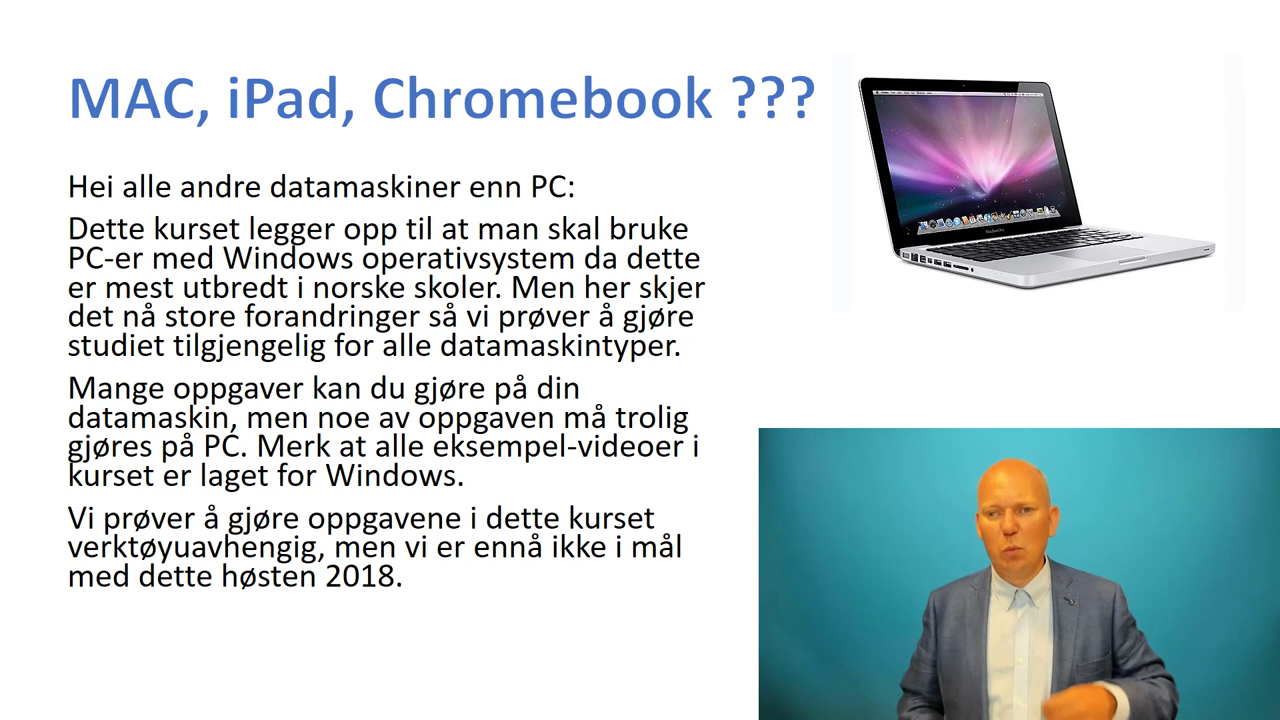 MAC, iPad, Chromebook ???
Hei alle andre datamaskiner enn PC:
Dette kurset legger opp til at man skal bruke
PC-er med Windows operativsystem da dette
er mest utbredt i norske skoler. Men her skjer
det nå store forandringer så vi prøver å gjøre
studiet tilgjengelig for alle datamaskintyper.
Mange oppgaver kan du gjøre på din
datamaskin, men noe av oppgaven må trolig
gjøres på PC. Merk at alle eksempel-videoer i
kurset er laget for Windows.
Vi prøver å gjøre oppgavene i dette kurset
verktøyuavhengig, men vi er ennå ikke i mål
med dette høsten 2018.